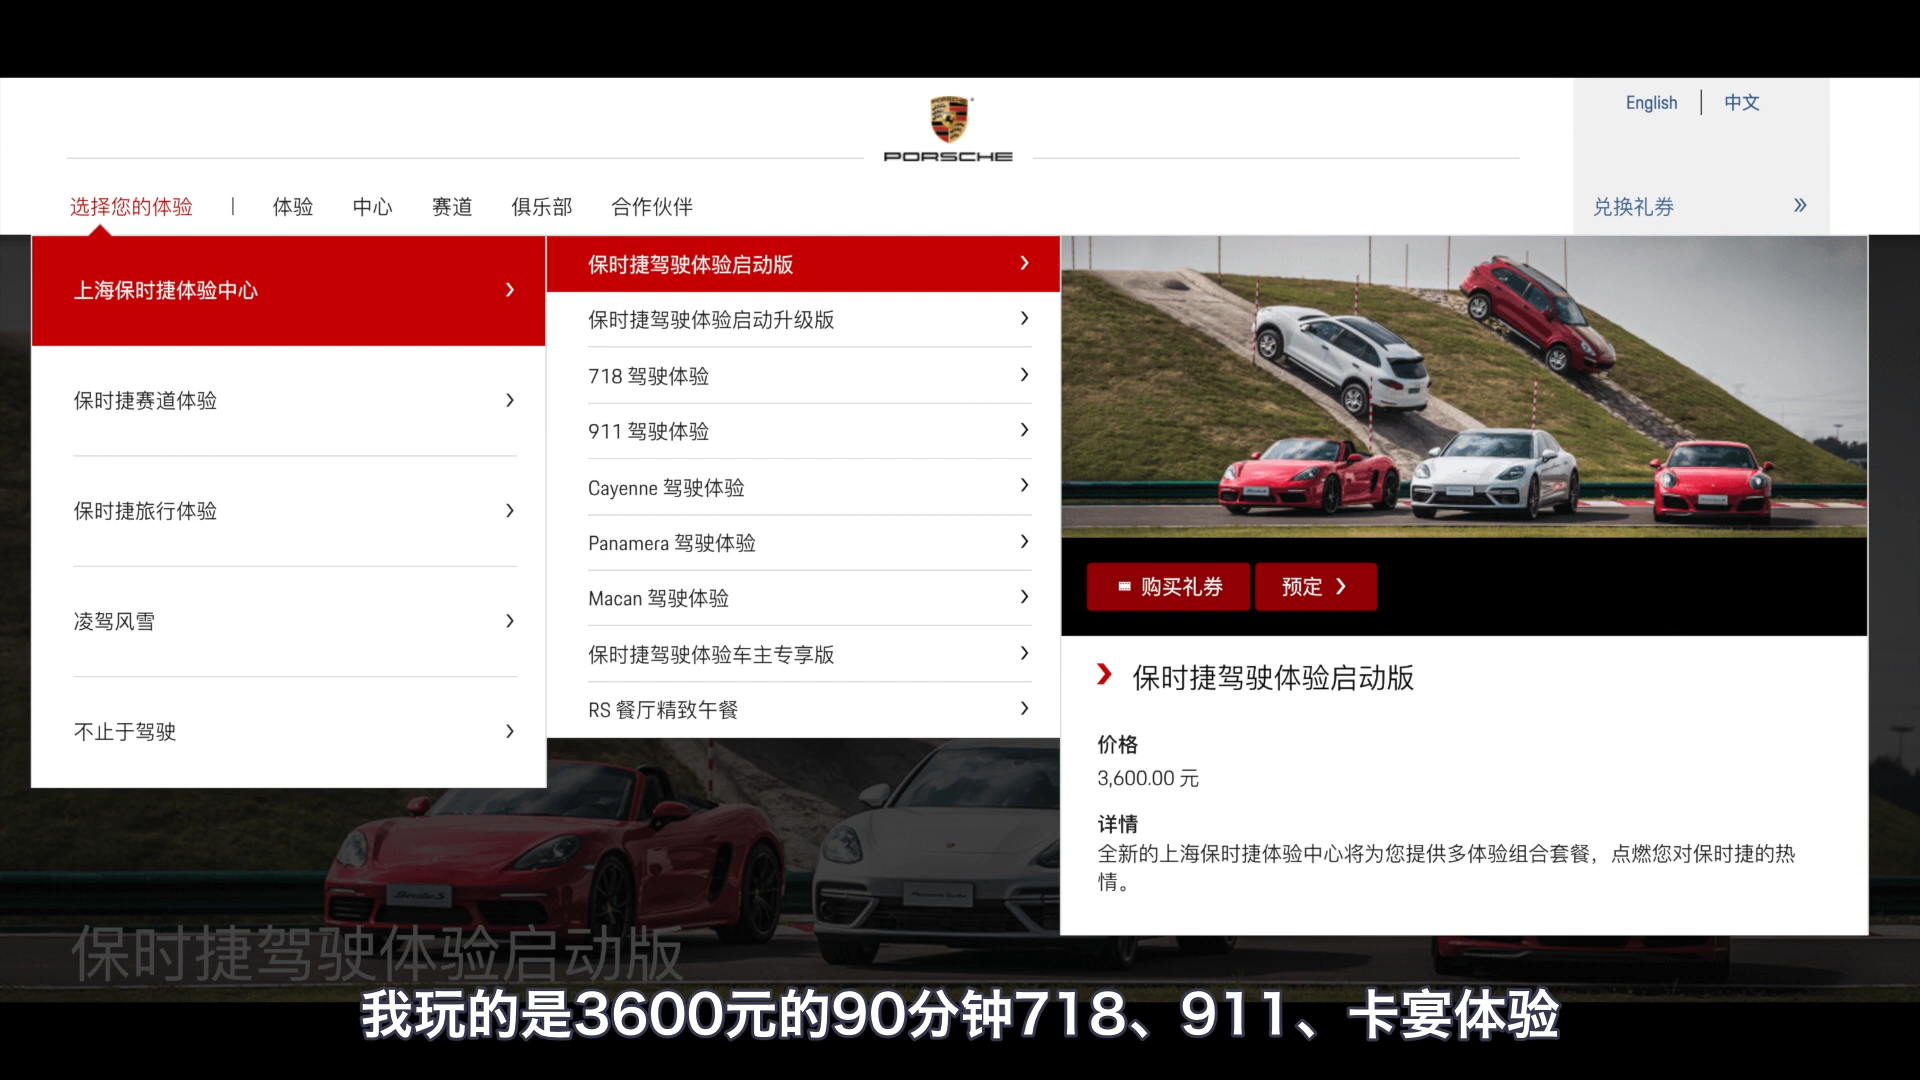 PORSCHE
English | 中文
选择您的体验 | 体验 中心 赛道 俱乐部 合作伙伴
兑换礼券
上海保时捷体验中心
保时捷赛道体验
保时捷旅行体验
凌驾风雪
不止于驾驶
保时捷驾驶体验启动版
保时捷驾驶体验启动升级版
718 驾驶体验
911 驾驶体验
Cayenne 驾驶体验
Panamera 驾驶体验
Macan 驾驶体验
保时捷驾驶体验车主专享版
RS 餐厅精致午餐
购买礼券
预定
保时捷驾驶体验启动版
价格
3,600.00 元
详情
全新的上海保时捷体验中心将为您提供多体验组合套餐，点燃您对保时捷的热
情。
保时捷驾驶体验启动版
我玩的是3600元的90分钟718、911、卡宴体验